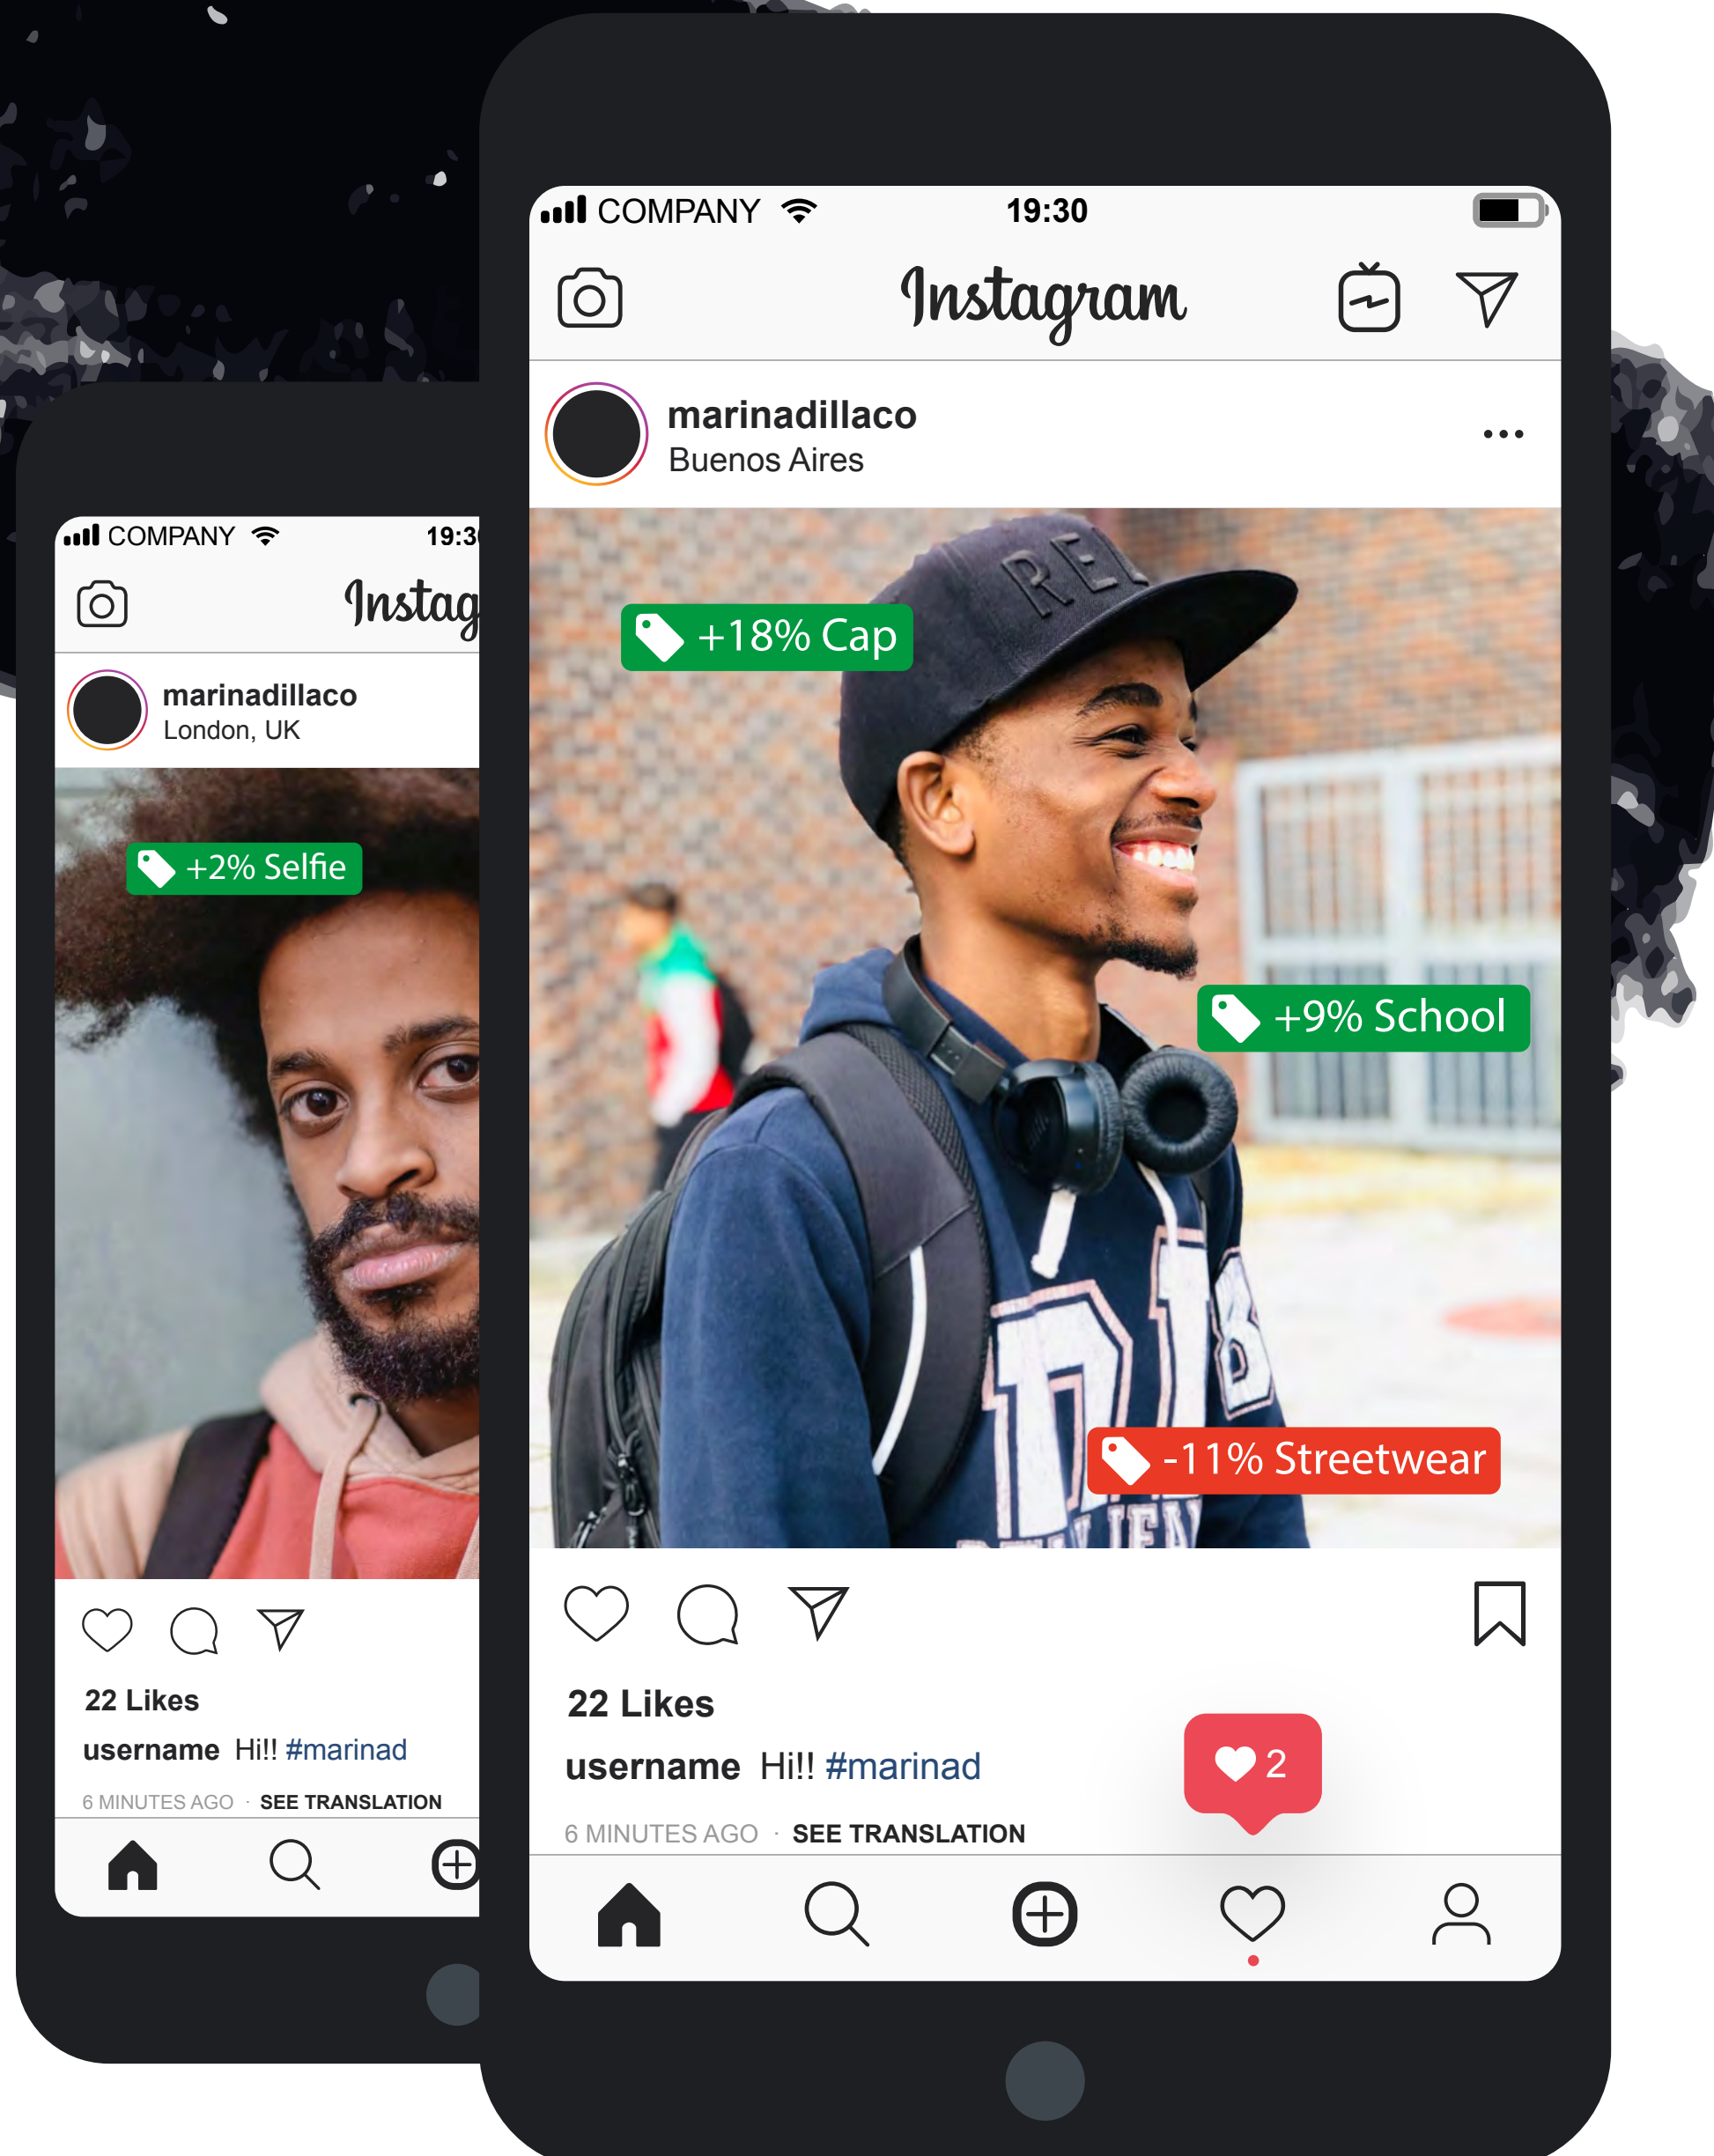 COMPANY 19:30
Instagram
marinadillaco
Buenos Aires
RE
+18% Cap
+9% School
-11% Streetwear
22 Likes
username Hi!! #marinad
2
6 MINUTES AGO · SEE TRANSLATION
COMPANY 19:3
Instag
marinadillaco
London, UK
+2% Selfie
22 Likes
username Hi!! #marinad
6 MINUTES AGO · SEE TRANSLATION